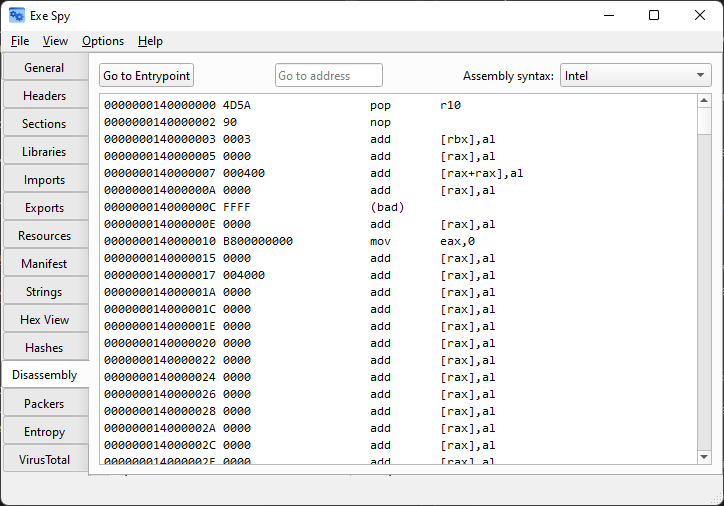 Exe Spy
File View Options Help
General
Headers
Sections
Libraries
Imports
Exports
Resources
Manifest
Strings
Hex View
Hashes
Disassembly
Packers
Entropy
VirusTotal
Go to Entrypoint Go to address Assembly syntax: Intel
0000000140000000 4D5A pop r10
0000000140000002 90 nop
0000000140000003 0003 add [rbx],al
0000000140000005 0000 add [rax],al
0000000140000007 000400 add [rax+rax],al
000000014000000A 0000 add [rax],al
000000014000000C FFFF (bad)
000000014000000E 0000 add [rax],al
0000000140000010 B800000000 mov eax,0
0000000140000015 0000 add [rax],al
0000000140000017 004000 add [rax],al
000000014000001A 0000 add [rax],al
000000014000001C 0000 add [rax],al
000000014000001E 0000 add [rax],al
0000000140000020 0000 add [rax],al
0000000140000022 0000 add [rax],al
0000000140000024 0000 add [rax],al
0000000140000026 0000 add [rax],al
0000000140000028 0000 add [rax],al
000000014000002A 0000 add [rax],al
000000014000002C 0000 add [rax],al
000000014000002E 0000 add [rax],al